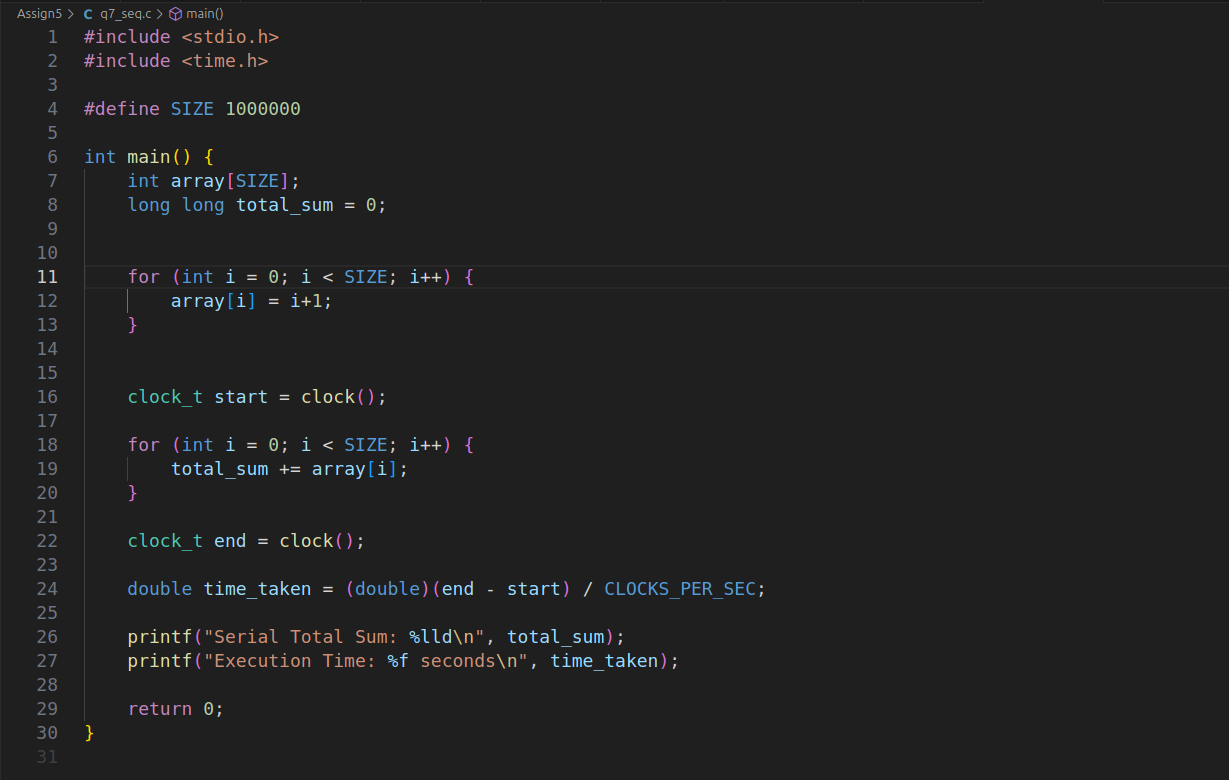 Assign5 > C q7_seq.c > main()
1 #include <stdio.h>
2 #include <time.h>
3
4 #define SIZE 1000000
5
6 int main() {
7     int array[SIZE];
8     long long total_sum = 0;
9
10
11     for (int i = 0; i < SIZE; i++) {
12         array[i] = i+1;
13     }
14
15
16     clock_t start = clock();
17
18     for (int i = 0; i < SIZE; i++) {
19         total_sum += array[i];
20     }
21
22     clock_t end = clock();
23
24     double time_taken = (double)(end - start) / CLOCKS_PER_SEC;
25
26     printf("Serial Total Sum: %lld\n", total_sum);
27     printf("Execution Time: %f seconds\n", time_taken);
28
29     return 0;
30 }
31